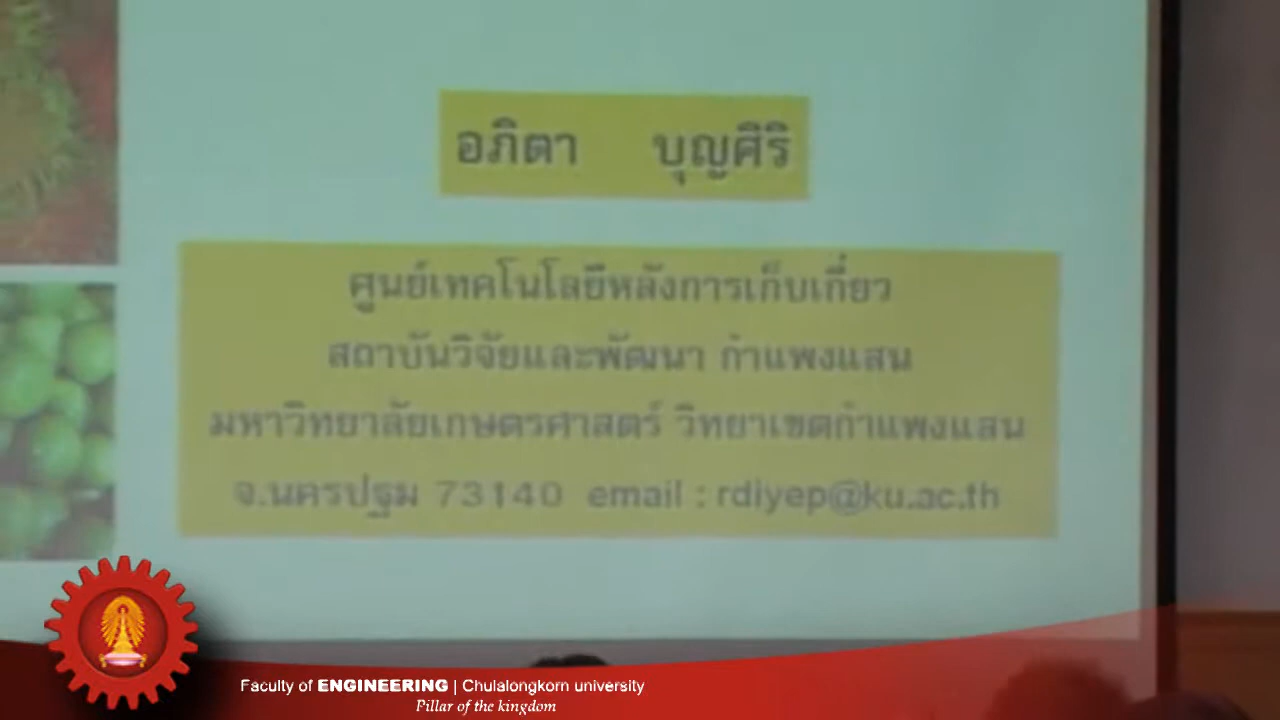 อภิตา บุญศิริ
ศูนย์เทคโนโลยีหลังการเก็บเกี่ยว
สถาบันวิจัยและพัฒนา กำแพงแสน
มหาวิทยาลัยเกษตรศาสตร์ วิทยาเขตกำแพงแสน
จ.นครปฐม 73140 email : rdiyep@ku.ac.th
Faculty of ENGINEERING | Chulalongkorn university
Pillar of the kingdom